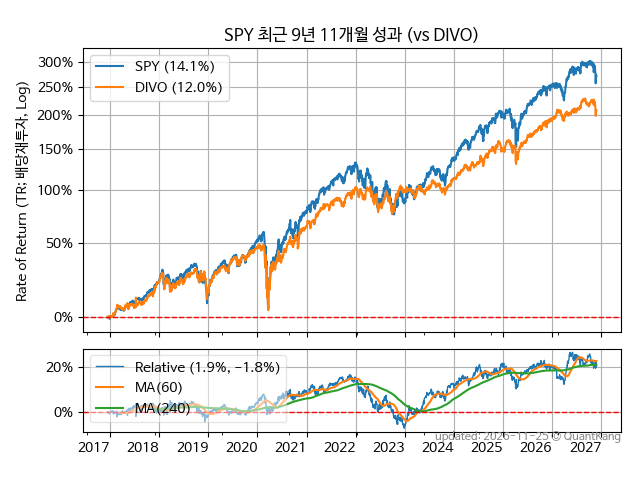 SPY 최근 9년 11개월 성과 (vs DIVO)
Rate of Return (TR: 배당재투자, Log)
300%
250%
200%
150%
100%
50%
0%
SPY (14.1%)
DIVO (12.0%)
20%
0%
Relative (1.9%, −1.8%)
MA(60)
MA(240)
2017 2018 2019 2020 2021 2022 2023 2024 2025 2026 2027
updated: 2026-11-25 © QuantKang